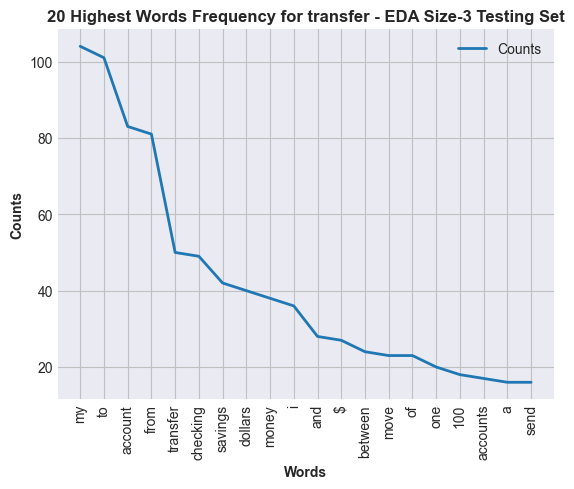 20 Highest Words Frequency for transfer - EDA Size-3 Testing Set
Counts
100
80
60
40
20
Counts
my
to
account
from
transfer
checking
savings
dollars
money
i
and
$
between
move
of
one
100
accounts
a
send
Words